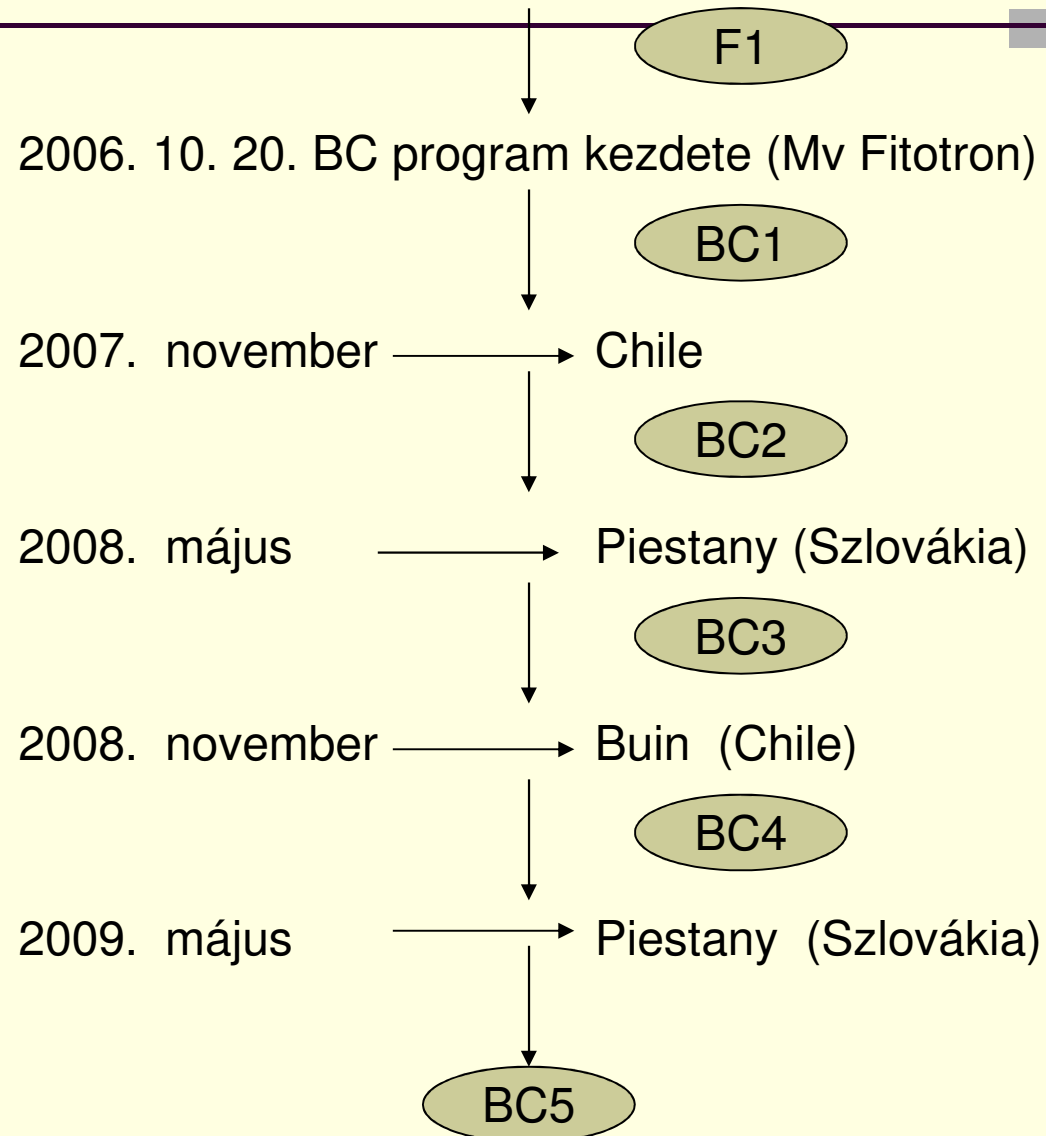 F1
2006. 10. 20. BC program kezdete (Mv Fitotron)
BC1
2007. november Chile
BC2
2008. május Piestany (Szlovákia)
BC3
2008. november Buin (Chile)
BC4
2009. május Piestany (Szlovákia)
BC5